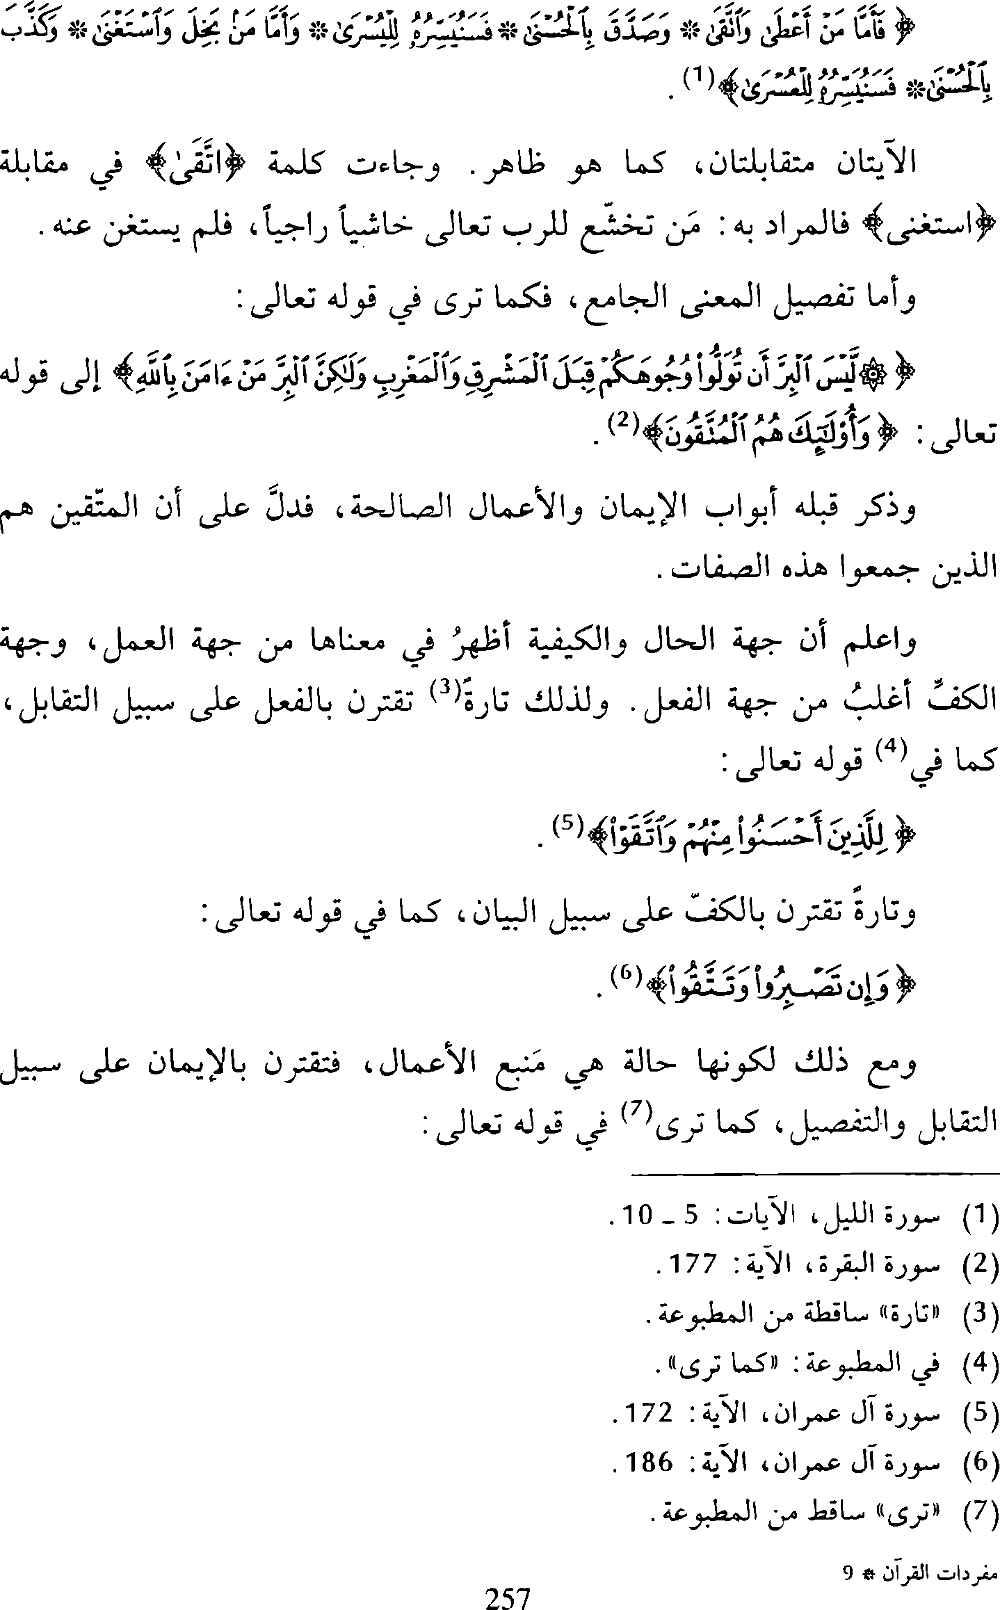 ﴿ فَأَمَّا مَنْ أَعْطَىٰ وَٱتَّقَىٰ * وَصَدَّقَ بِٱلْحُسْنَىٰ * فَسَنُيَسِّرُهُۥ لِلْيُسْرَىٰ * وَأَمَّا مَنۢ بَخِلَ وَٱسْتَغْنَىٰ * وَكَذَّبَ
بِٱلْحُسْنَىٰ * فَسَنُيَسِّرُهُۥ لِلْعُسْرَىٰ﴾(1) .
الآيتان متقابلتان، كما هو ظاهر. وجاءت كلمة ﴿اتَّقَىٰ﴾ في مقابلة
﴿استغنى﴾ فالمراد به: مَن تخشّع للرب تعالى خاشياً راجياً، فلم يستغن عنه.
وأما تفصيل المعنى الجامع، فكما ترى في قوله تعالى:
﴿ ۞لَّيْسَ ٱلْبِرَّ أَن تُوَلُّوا۟ وُجُوهَكُمْ قِبَلَ ٱلْمَشْرِقِ وَٱلْمَغْرِبِ وَلَٰكِنَّ ٱلْبِرَّ مَنْ ءَامَنَ بِٱللَّهِ﴾ إلى قوله
تعالى: ﴿ وَأُو۟لَٰٓئِكَ هُمُ ٱلْمُتَّقُونَ﴾(2) .
وذكر قبله أبواب الإيمان والأعمال الصالحة، فدلَّ على أن المتّقين هم
الذين جمعوا هذه الصفات.
واعلم أن جهة الحال والكيفية أظهرُ في معناها من جهة العمل، وجهة
الكفِّ أغلبُ من جهة الفعل. ولذلك تارةً(3) تقترن بالفعل على سبيل التقابل،
كما في(4) قوله تعالى:
﴿ لِلَّذِينَ أَحْسَنُوا۟ مِنْهُمْ وَٱتَّقَوْا۟﴾(5) .
وتارةً تقترن بالكفّ على سبيل البيان، كما في قوله تعالى:
﴿ وَإِن تَصْبِرُوا۟ وَتَتَّقُوا۟﴾(6) .
ومع ذلك لكونها حالة هي مَنبع الأعمال، فتقترن بالإيمان على سبيل
التقابل والتفصيل، كما ترى(7) في قوله تعالى:
(1) سورة الليل، الآيات: 5 ـ 10.
(2) سورة البقرة، الآية: 177.
(3) «تارة» ساقطة من المطبوعة.
(4) في المطبوعة: «كما ترى».
(5) سورة آل عمران، الآية: 172.
(6) سورة آل عمران، الآية: 186.
(7) «ترى» ساقط من المطبوعة.
مفردات القرآن * 9
257